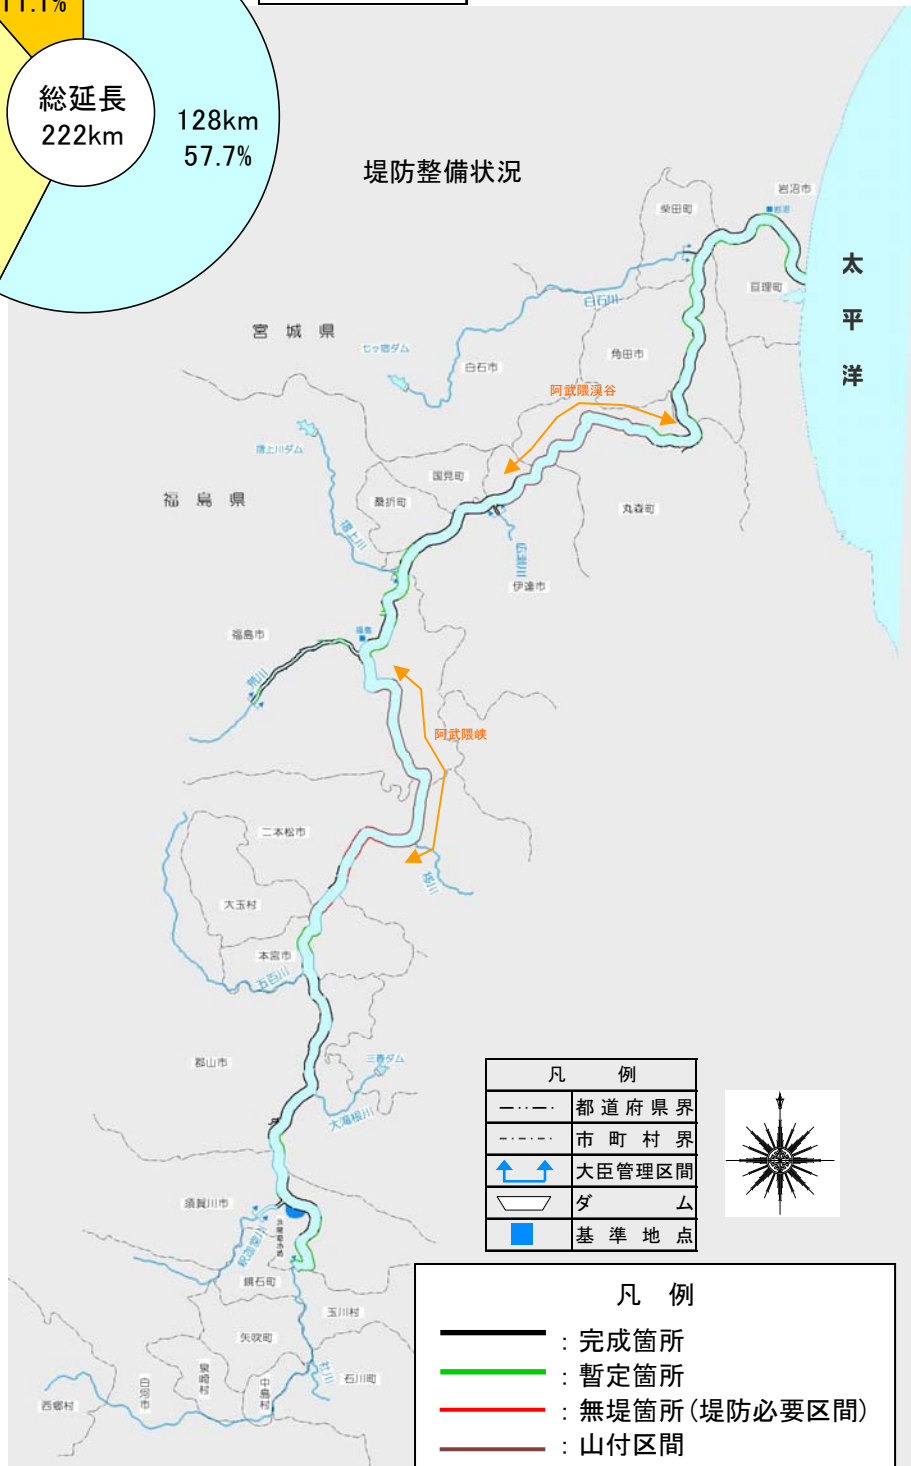 11.1%
総延長
222km
128km
57.7%
堤防整備状況
岩沼市
柴田町
岩沼
太平洋
亘理町
白石川
宮城県
七ヶ宿ダム
角田市
白石市
阿武隈渓谷
摺上川ダム
国見町
福島県
桑折町
丸森町
摺上川
広瀬川
伊達市
福島市
福島
荒川
阿武隈峡
二本松市
移川
大玉村
本宮市
五百川
郡山市
三春ダム
大滝根川
凡 例
都道府県界
市町村界
大臣管理区間
ダム
基準地点
須賀川市
釈迦堂川
鏡石町
玉川村
矢吹町
社川
石川町
泉崎村
中島村
白河市
西郷村
凡 例
：完成箇所
：暫定箇所
：無堤箇所(堤防必要区間)
：山付区間